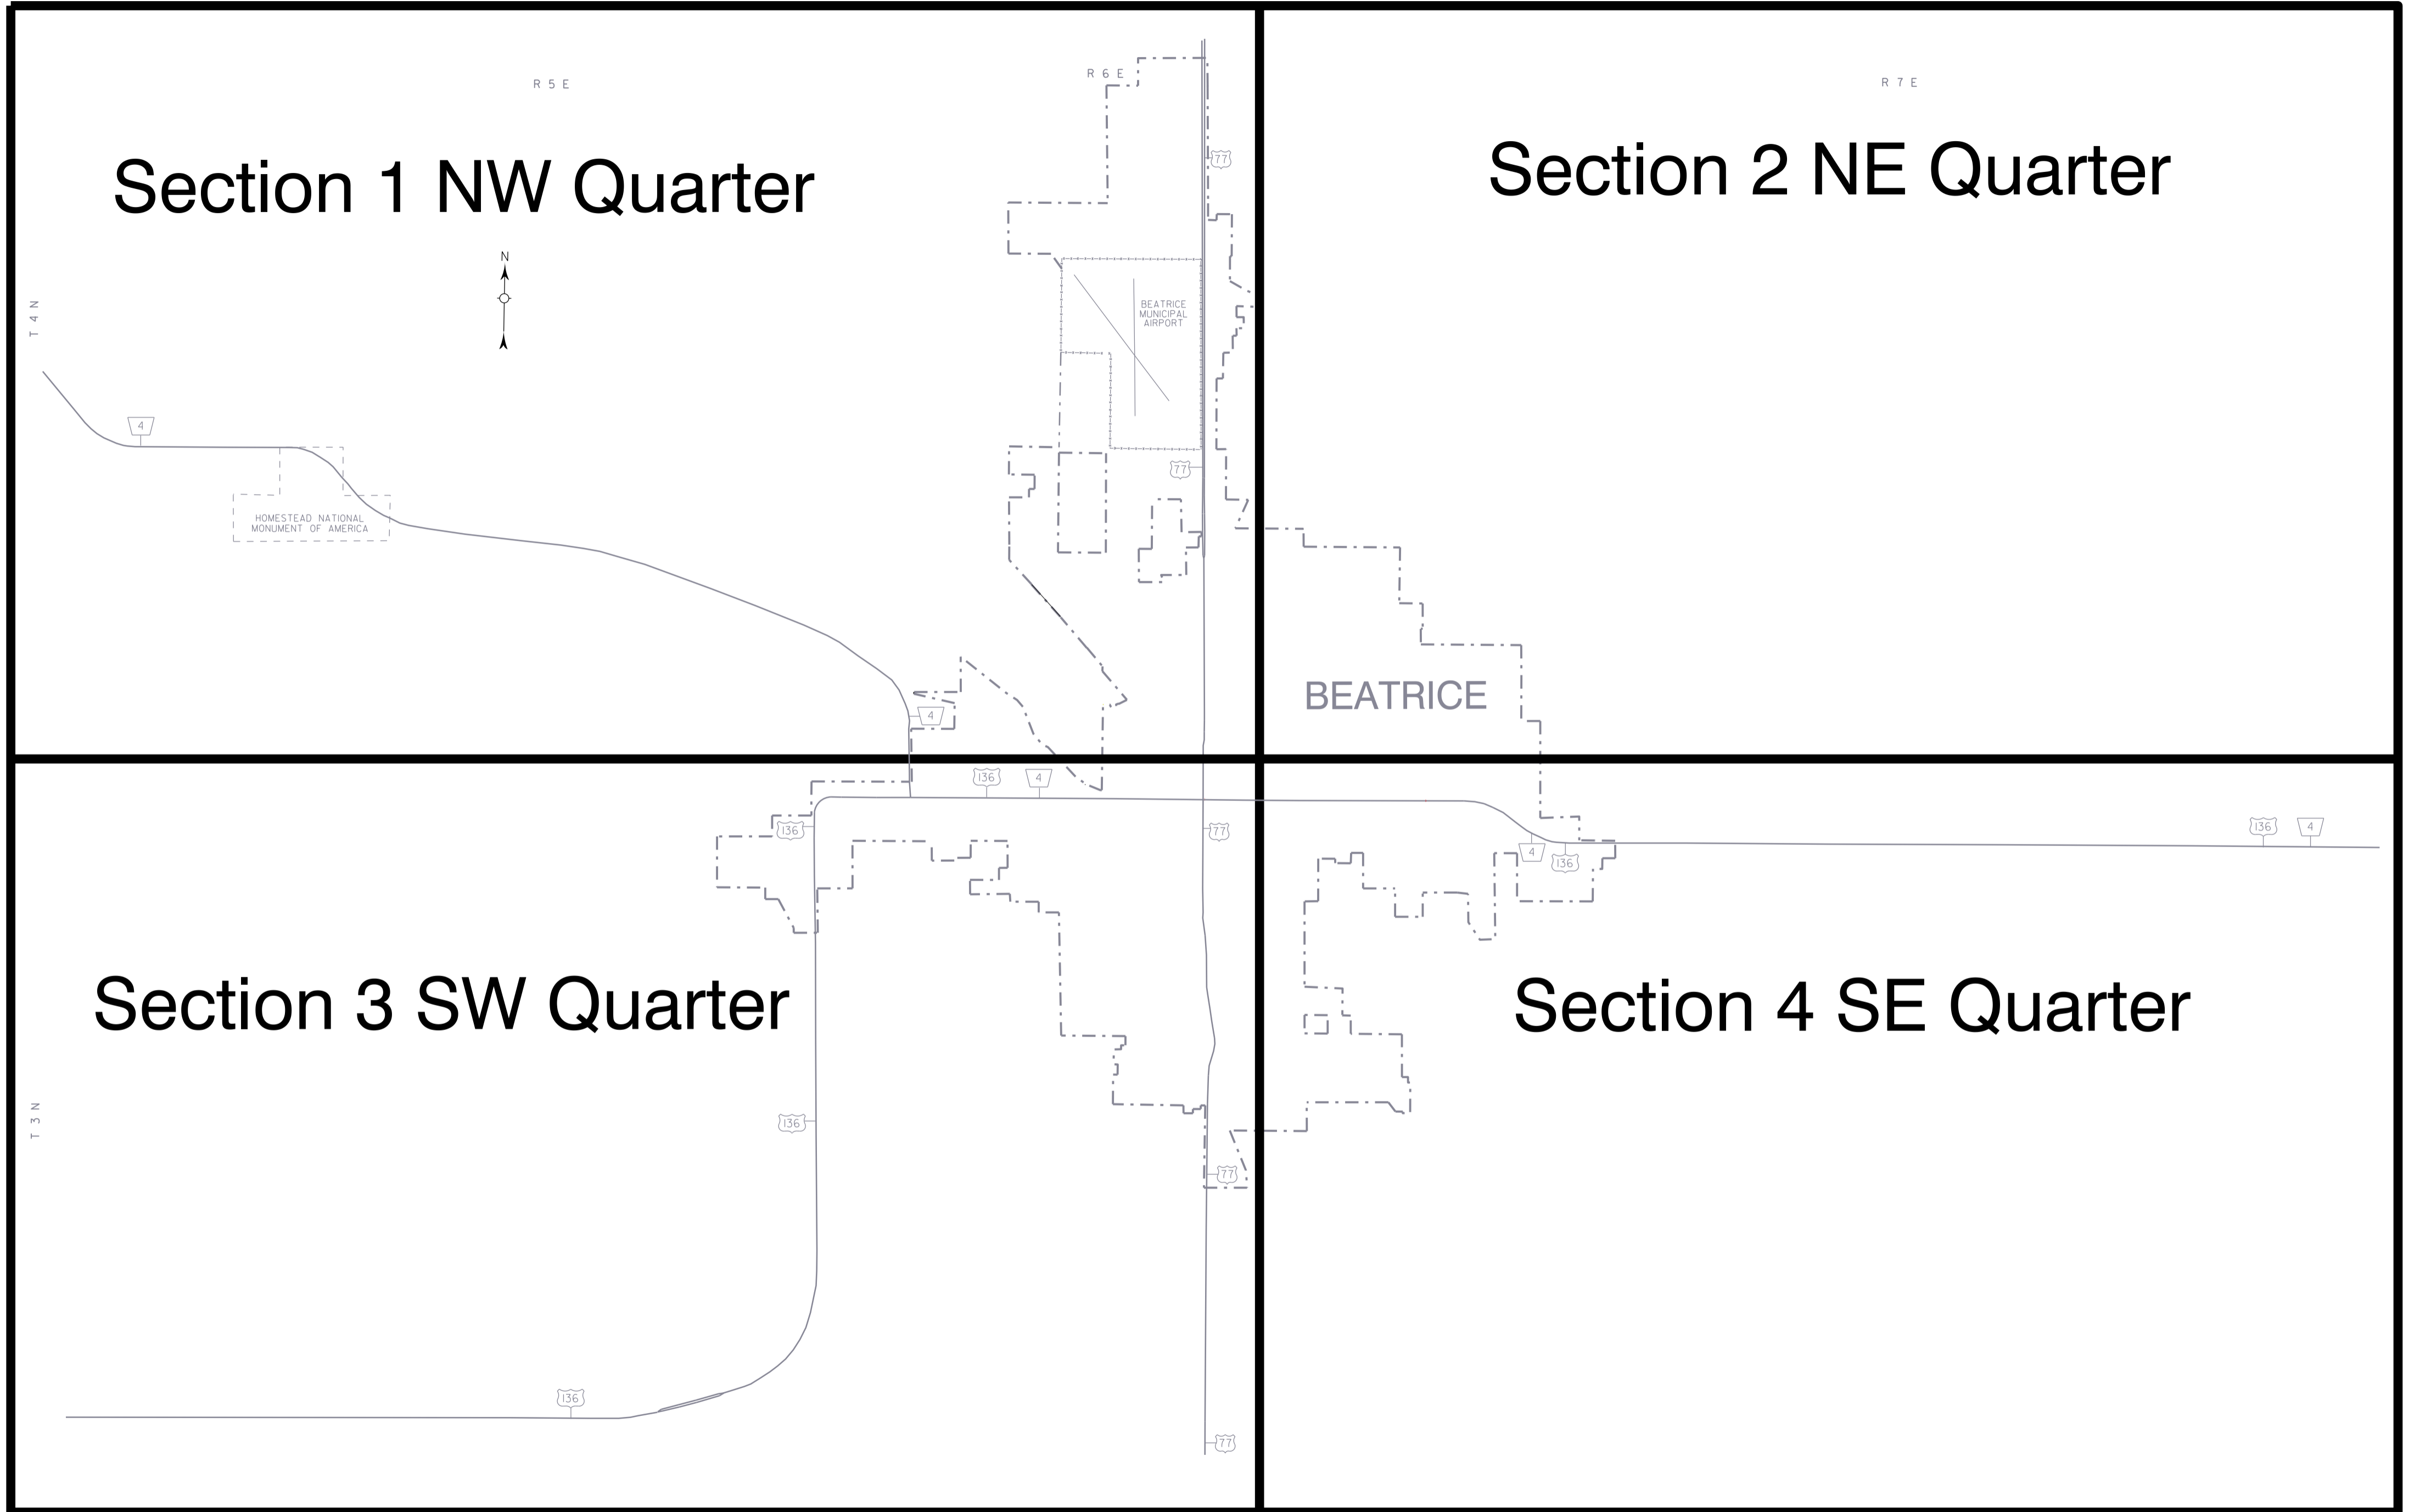 R 5 E
R 6 E
R 7 E
Section 1 NW Quarter
Section 2 NE Quarter
77
N
T 4 N
BEATRICE
MUNICIPAL
AIRPORT
4
77
HOMESTEAD NATIONAL
MONUMENT OF AMERICA
BEATRICE
4
136
4
136
77
136
4
4
136
Section 3 SW Quarter
Section 4 SE Quarter
T 3 N
136
77
136
77